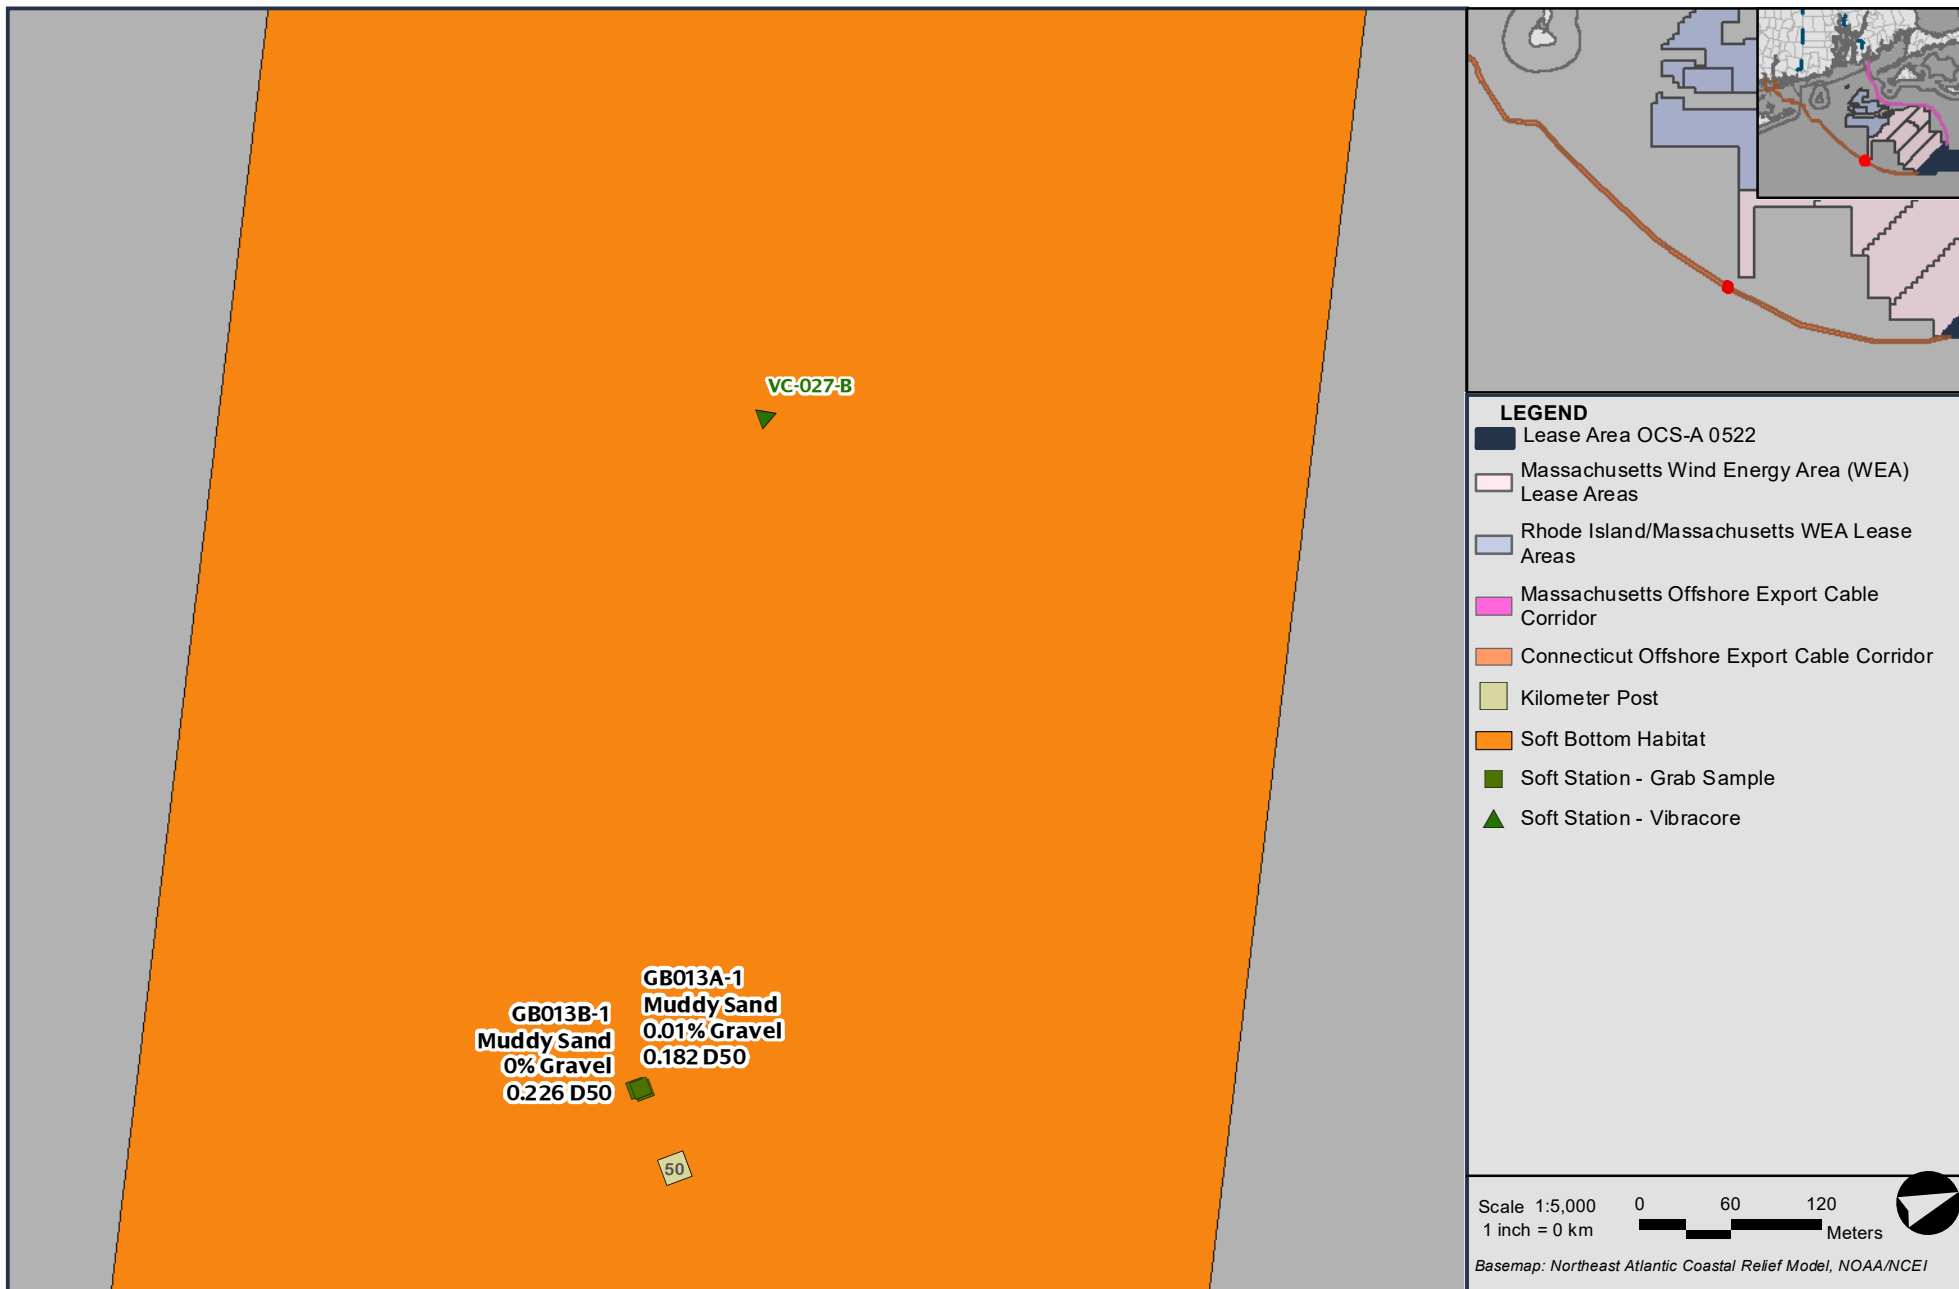 VC-027-B
GB013A-1
Muddy Sand
0.01% Gravel
0.182 D50
GB013B-1
Muddy Sand
0% Gravel
0.226 D50
50
LEGEND
Lease Area OCS-A 0522
Massachusetts Wind Energy Area (WEA)
Lease Areas
Rhode Island/Massachusetts WEA Lease
Areas
Massachusetts Offshore Export Cable
Corridor
Connecticut Offshore Export Cable Corridor
Kilometer Post
Soft Bottom Habitat
Soft Station - Grab Sample
Soft Station - Vibracore
Scale 1:5,000
1 inch = 0 km
0 60 120
Meters
Basemap: Northeast Atlantic Coastal Relief Model, NOAA/NCEI